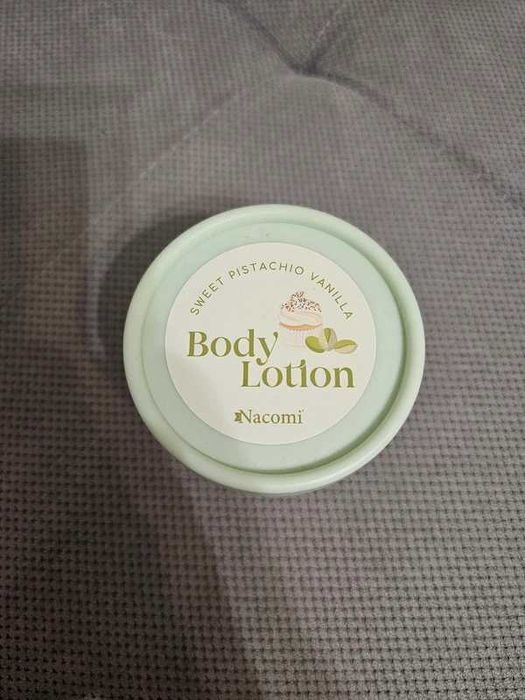 SWEET PISTACHIO VANILLA
Body
Lotion
Nacomi